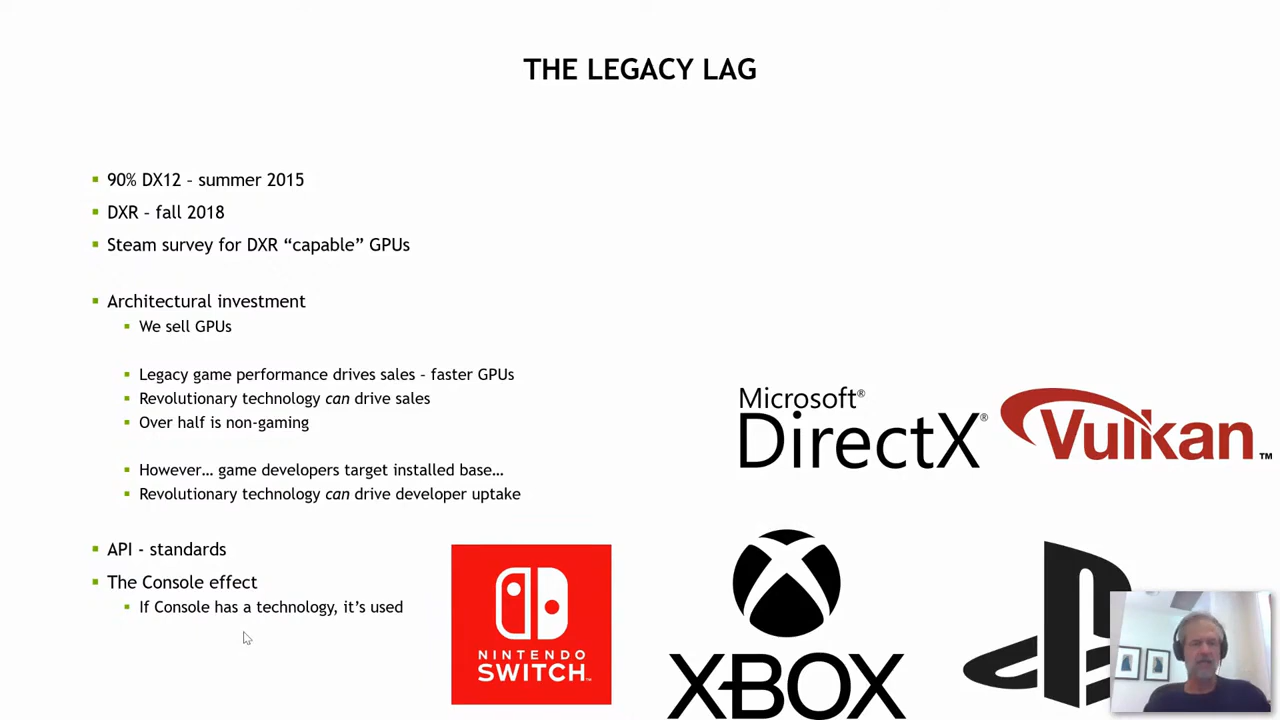 THE LEGACY LAG
90% DX12 – summer 2015
DXR – fall 2018
Steam survey for DXR “capable” GPUs
Architectural investment
We sell GPUs
Legacy game performance drives sales – faster GPUs
Revolutionary technology can drive sales
Over half is non-gaming
However… game developers target installed base…
Revolutionary technology can drive developer uptake
API - standards
The Console effect
If Console has a technology, it’s used
Microsoft®
DirectX®
Vulkan™
NINTENDO
SWITCH™
XBOX